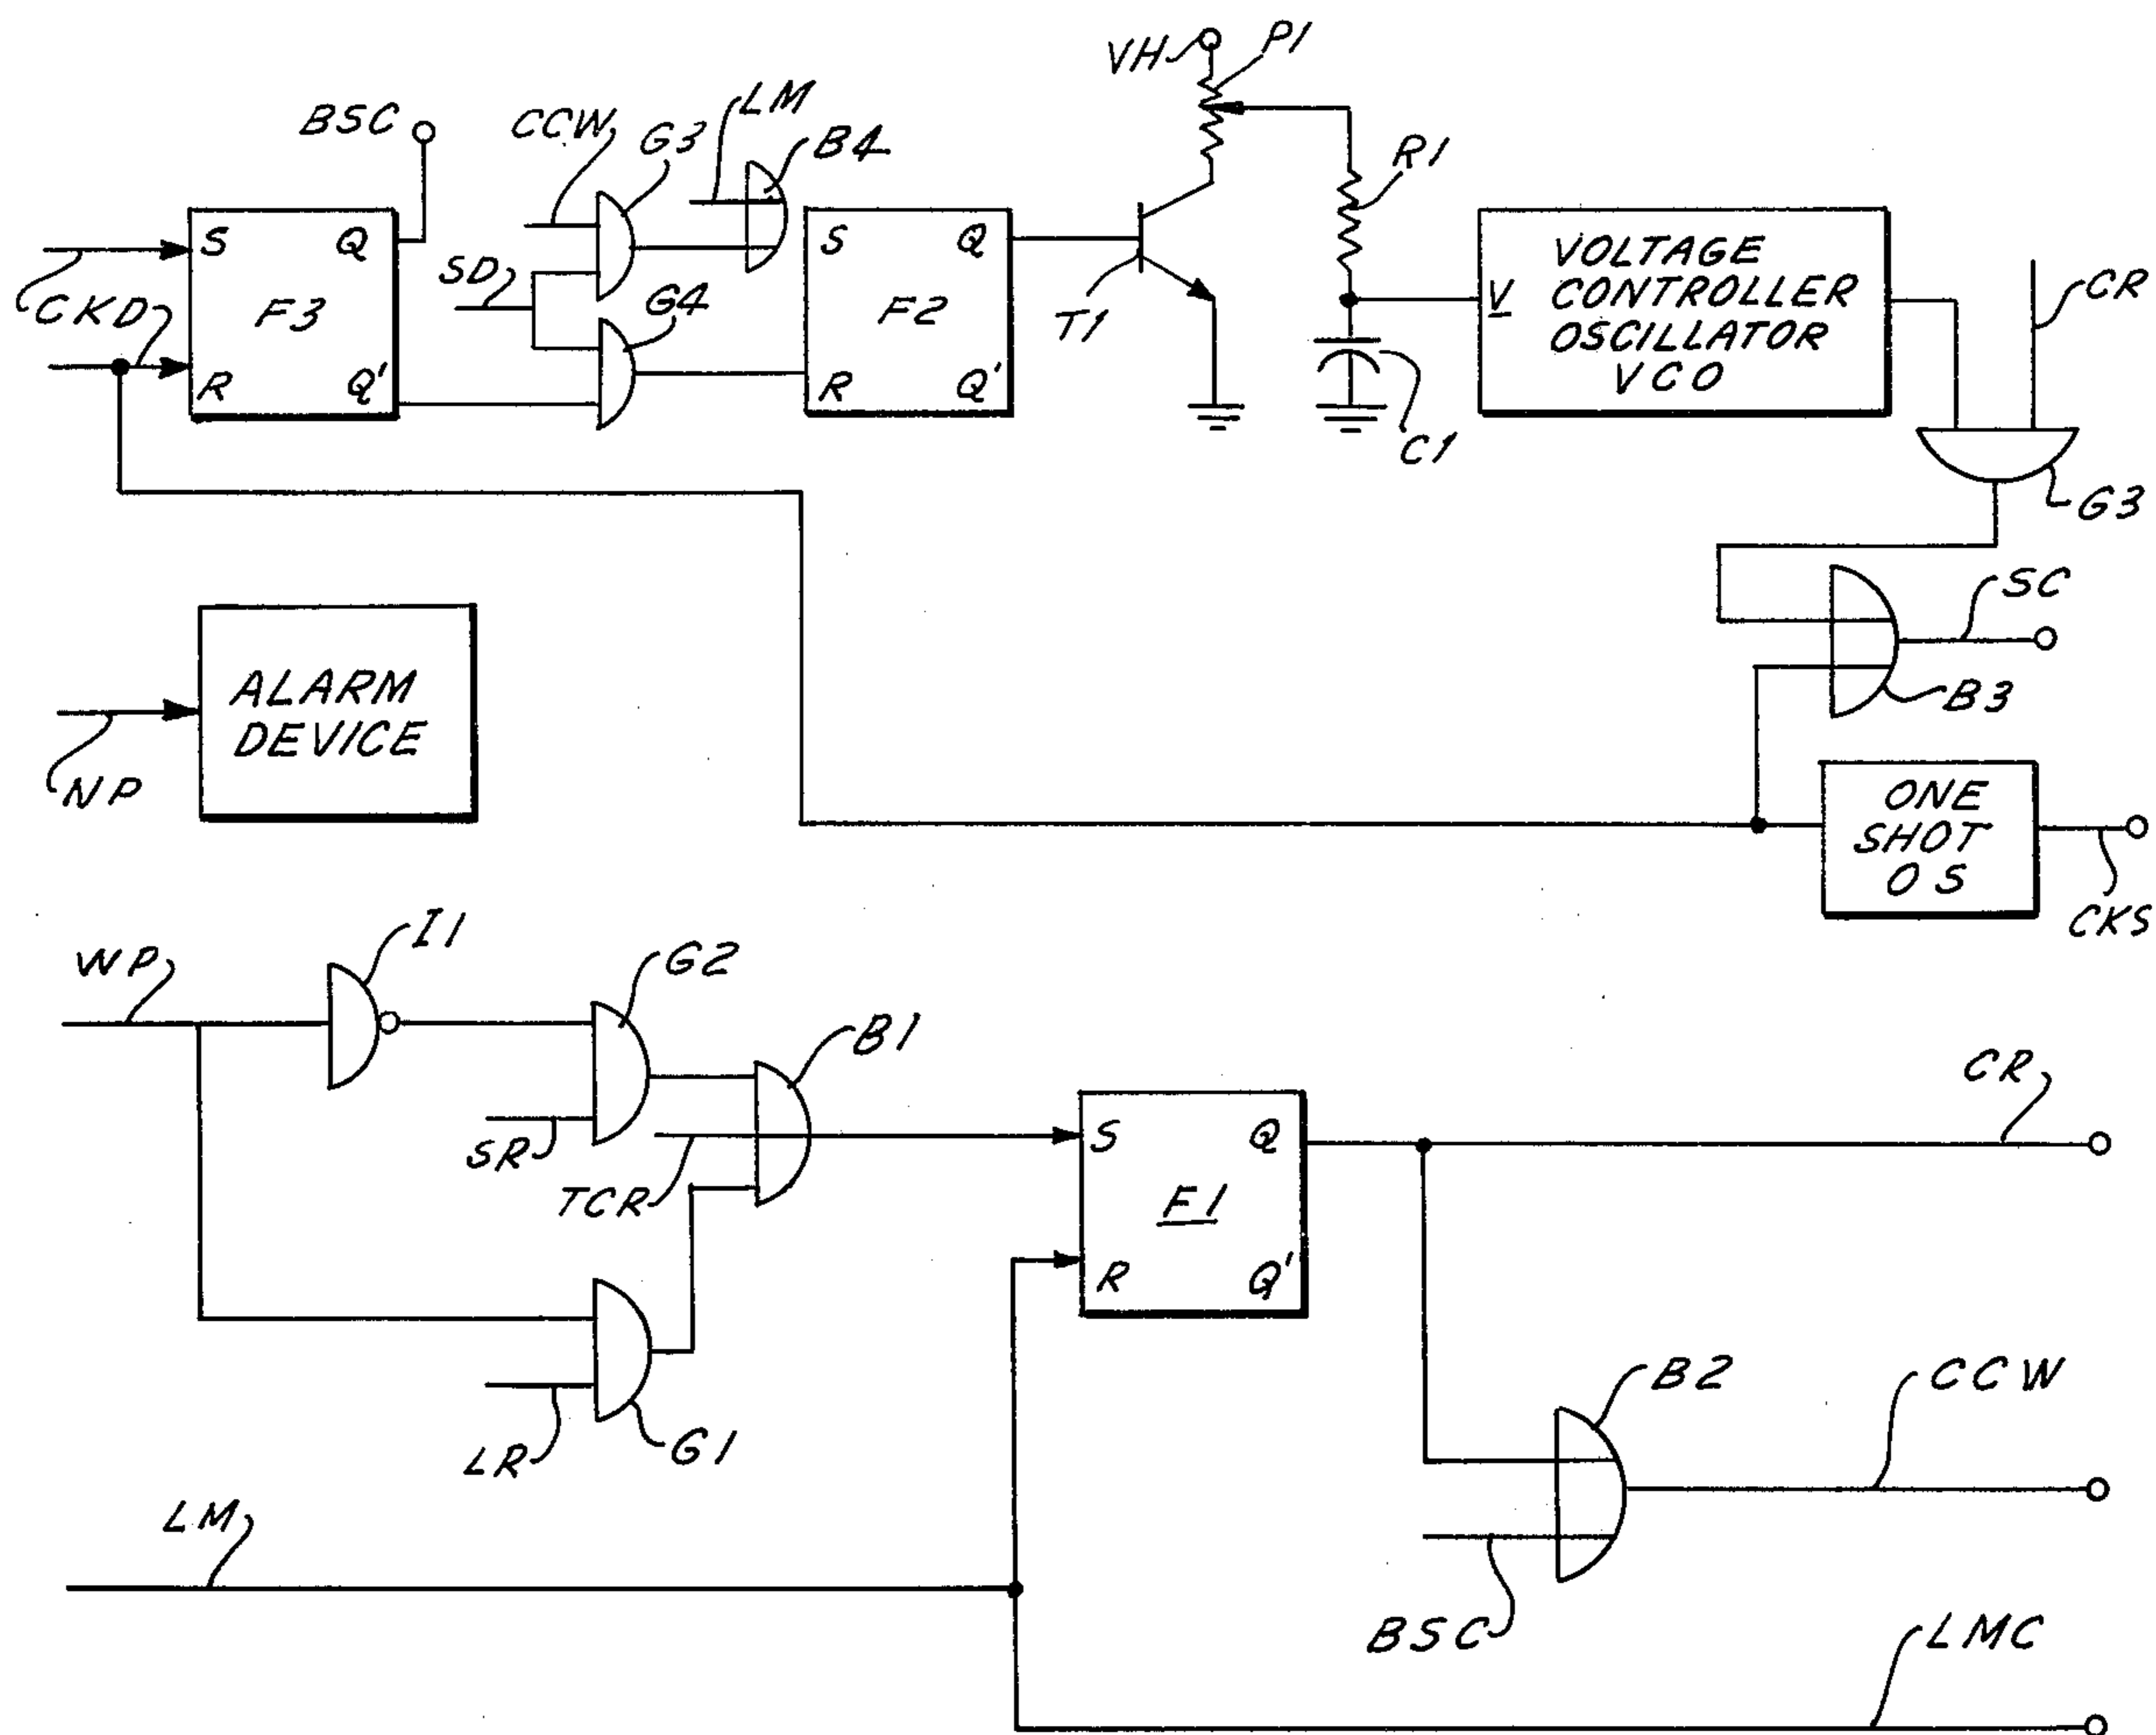 VH
P1
BSC
CCW
G3
LM
B4
R1
S
Q
CKD
F3
R
Q'
SD
G4
S
Q
F2
R
Q'
T1
C1
V
VOLTAGE
CONTROLLER
OSCILLATOR
VCO
CR
G3
SC
B3
ALARM
DEVICE
NP
ONE
SHOT
OS
CKS
WP
I1
G2
B1
SR
TCR
S
Q
F1
R
Q'
CR
LR
G1
B2
CCW
LM
BSC
LMC